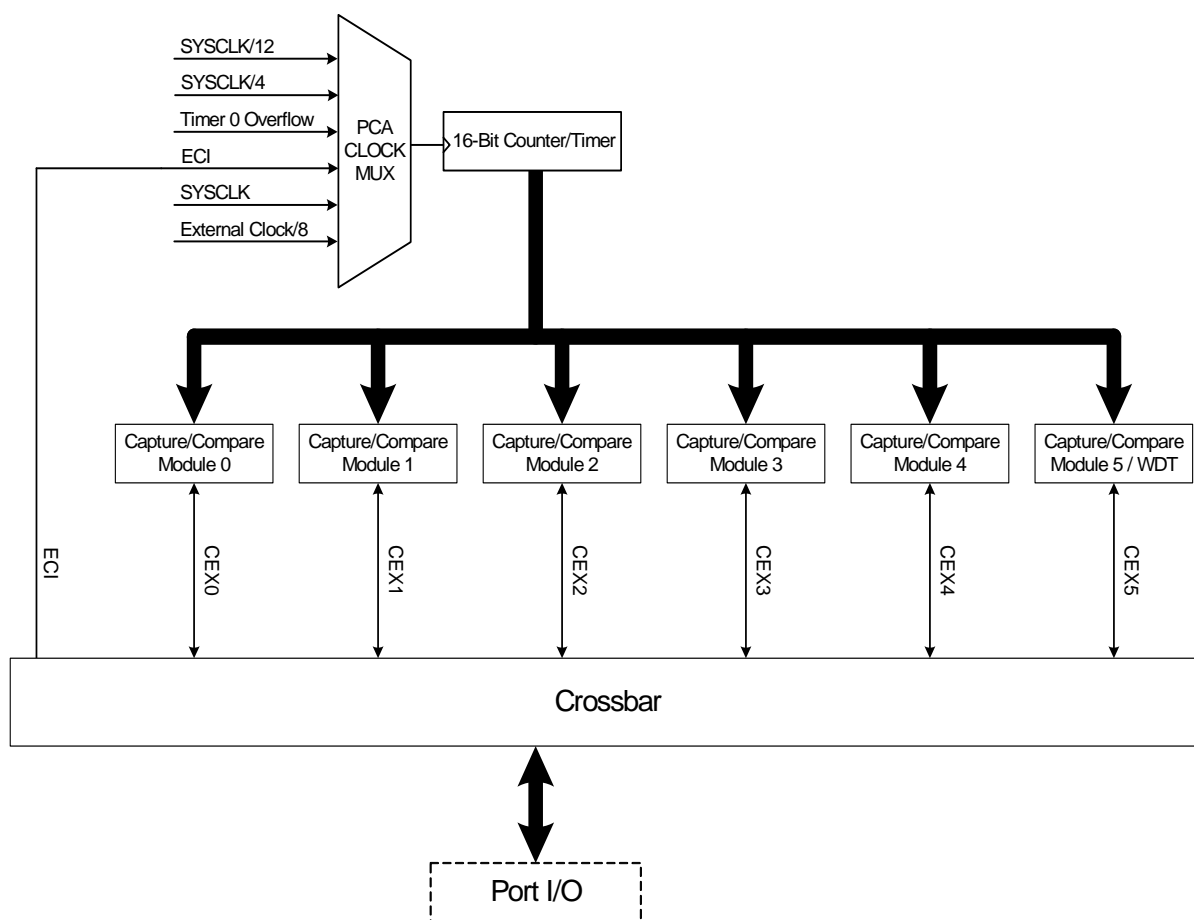 SYSCLK/12
SYSCLK/4
Timer 0 Overflow
ECI
SYSCLK
External Clock/8
PCA
CLOCK
MUX
16-Bit Counter/Timer
Capture/Compare
Module 0
Capture/Compare
Module 1
Capture/Compare
Module 2
Capture/Compare
Module 3
Capture/Compare
Module 4
Capture/Compare
Module 5 / WDT
ECI
CEX0
CEX1
CEX2
CEX3
CEX4
CEX5
Crossbar
Port I/O